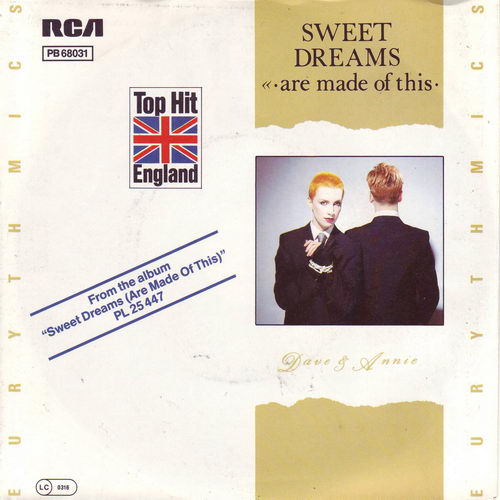 RCA
PB 68031
SWEET
DREAMS
«·are made of this·
Top Hit
England
From the album
"Sweet Dreams (Are Made Of This)"
PL 25 447
Dave & Annie
EURYTHMICS
EURYTHMICS
LC 0316